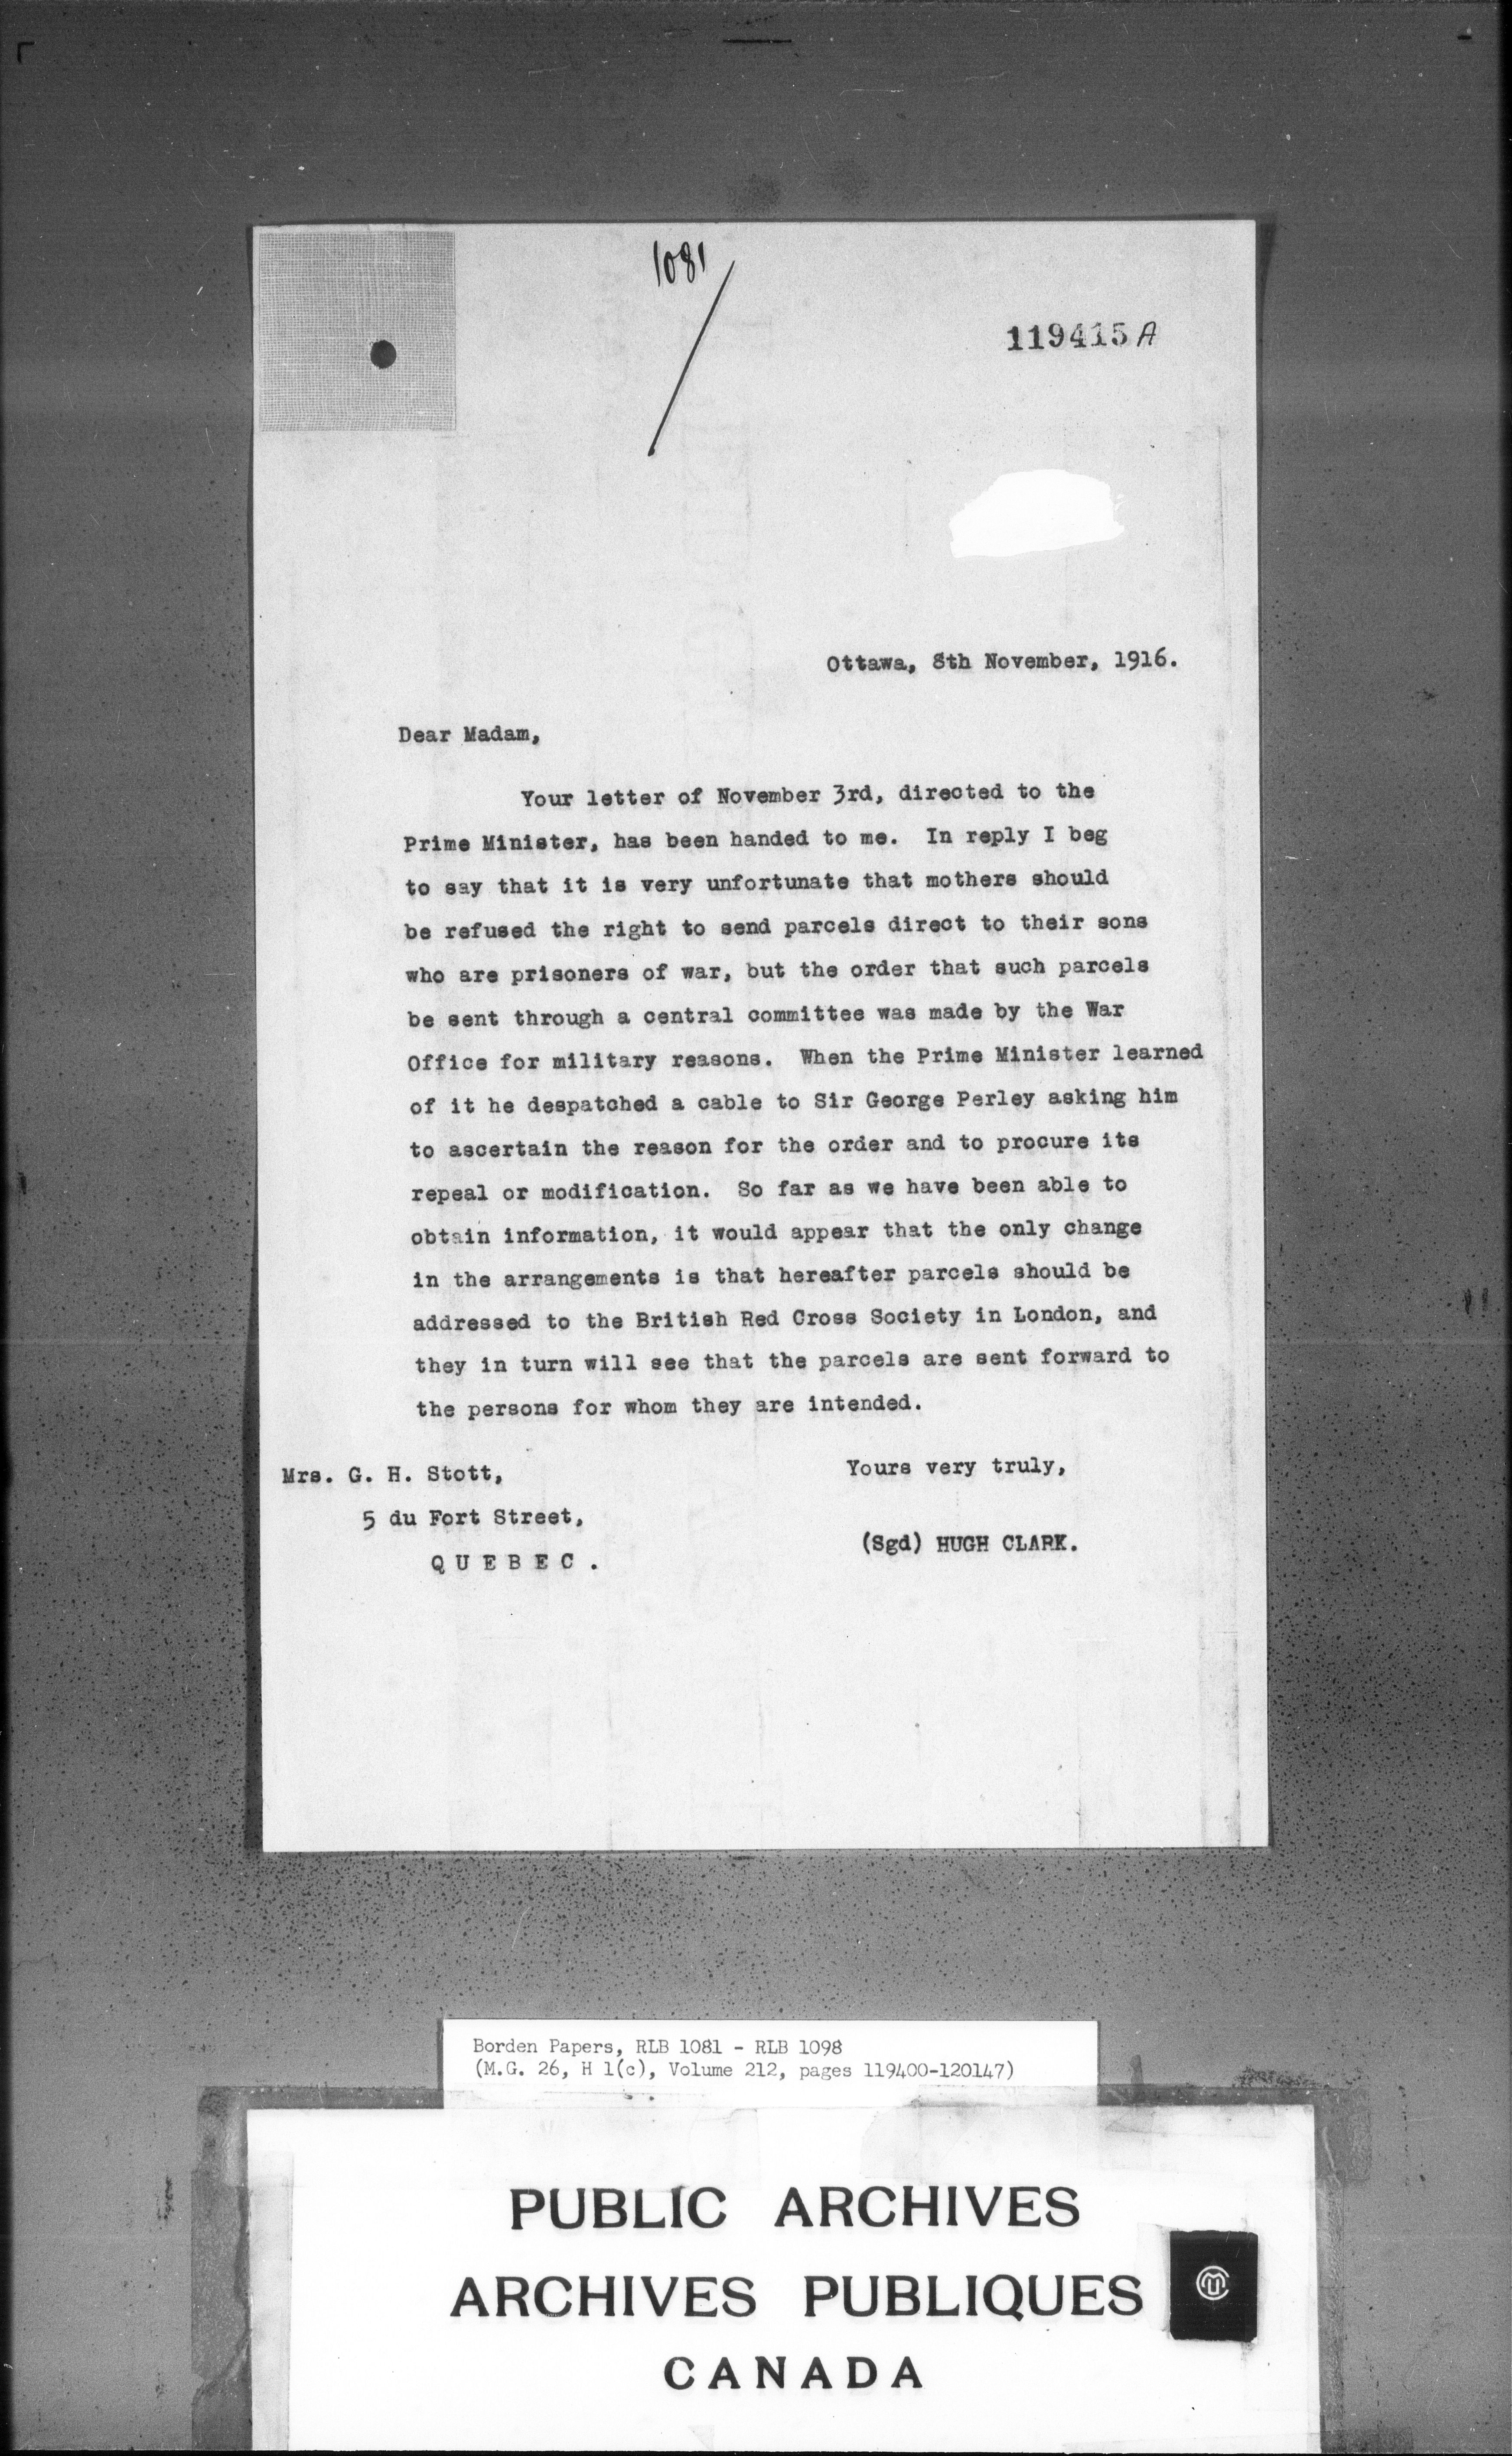 1081
119415A
Ottawa, 8th November, 1916.
Dear Madam,
Your letter of November 3rd, directed to the
Prime Minister, has been handed to me. In reply I beg
to say that it is very unfortunate that mothers should
be refused the right to send parcels direct to their sons
who are prisoners of war, but the order that such parcels
be sent through a central committee was made by the War
Office for military reasons. When the Prime Minister learned
of it he despatched a cable to Sir George Perley asking him
to ascertain the reason for the order and to procure its
repeal or modification. So far as we have been able to
obtain information, it would appear that the only change
in the arrangements is that hereafter parcels should be
addressed to the British Red Cross Society in London, and
they in turn will see that the parcels are sent forward to
the persons for whom they are intended.
Yours very truly,
(Sgd) HUGH CLARK.
Mrs. G. H. Stott,
5 du Fort Street,
QUEBEC.
Borden Papers, RLB 1081 - RLB 1098
(M.G. 26, H 1(c), Volume 212, pages 119400-120147)
PUBLIC ARCHIVES
ARCHIVES PUBLIQUES
CANADA